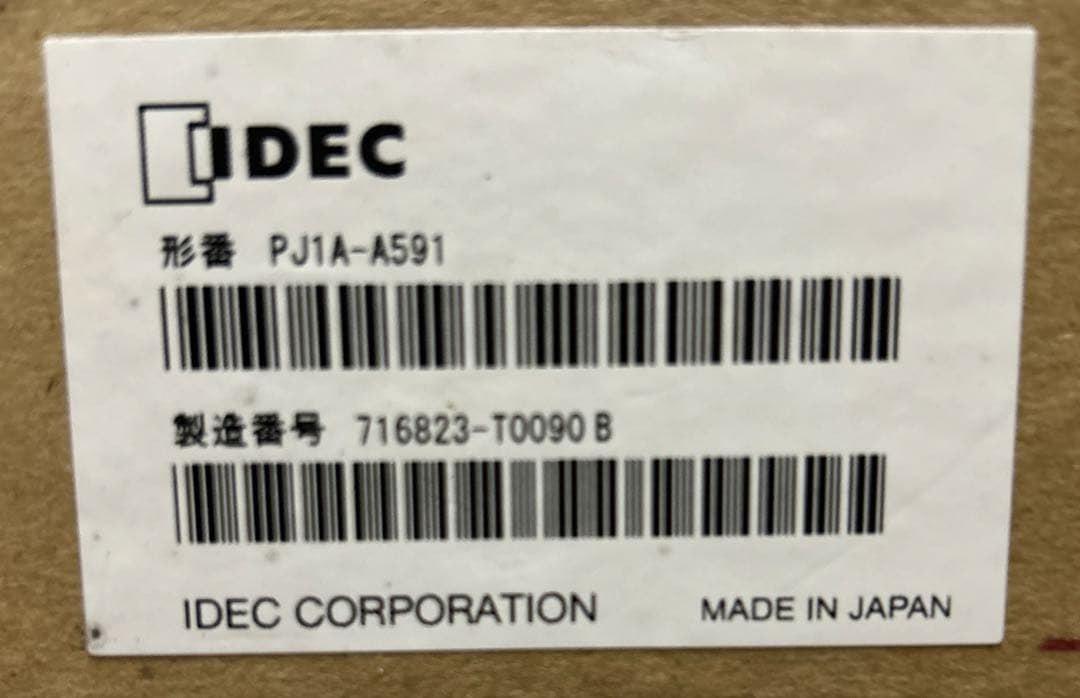 IDEC
形番 PJ1A-A591
製造番号 716823-T0090 B
IDEC CORPORATION
MADE IN JAPAN